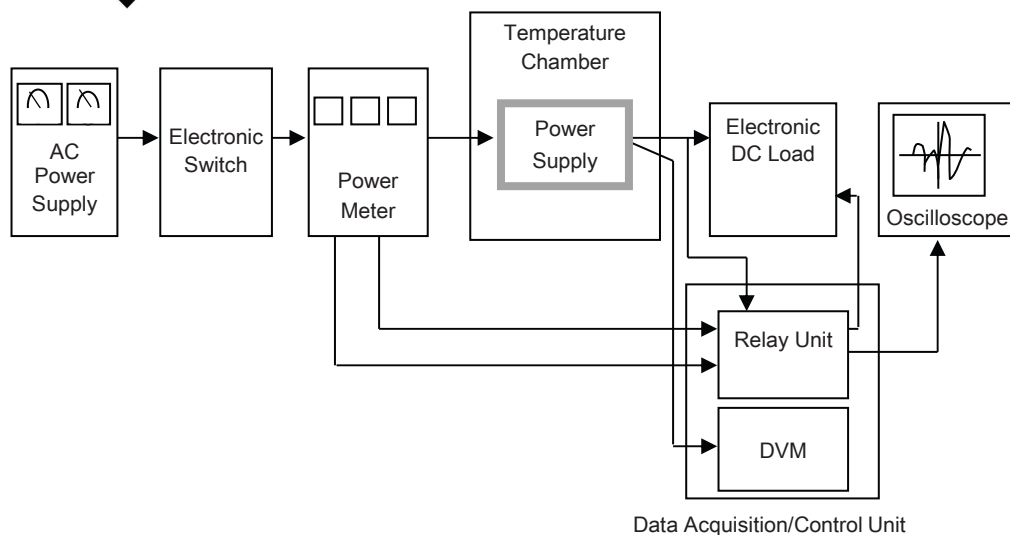 Temperature
Chamber
AC
Power
Supply
Electronic
Switch
Power
Meter
Power
Supply
Electronic
DC Load
Oscilloscope
Relay Unit
DVM
Data Acquisition/Control Unit